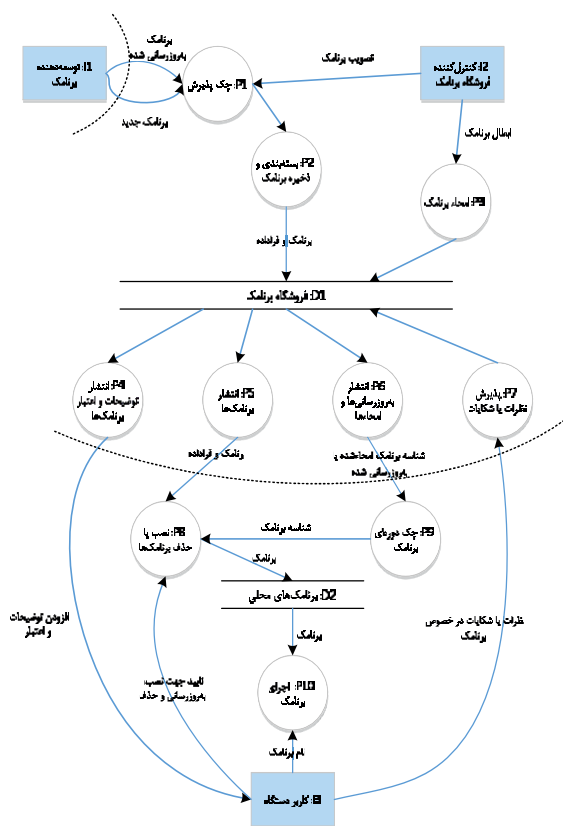 برنامک
به‌روزرسانی شده
I1: توسعه‌دهنده
برنامک
P1: چک پذیرش
تصویب برنامک
I2: کنترل‌کننده
فروشگاه برنامک
برنامک جدید
ابطال برنامک
P2: بسته‌بندی و
ذخیره برنامک
امحاء برنامک
برنامک و فراداده
D1: فروشگاه برنامک
P4: انتشار
توضیحات و اعتبار
برنامک‌ها
P5: انتشار
برنامک‌ها
P6: انتشار
به‌روزرسانی‌ها و
امحاءها
P7: پذیرش
نظرات یا شکایات
برنامک و فراداده
شناسه برنامک امحاءشده یا
به‌روزرسانی شده
P8: نصب یا
حذف برنامک‌ها
شناسه برنامک
P9: چک دوره‌ای
برنامک
برنامک
D2: برنامک‌های محلی
افزودن توضیحات
و اعتبار
برنامک
نظرات یا شکایات در خصوص
برنامک
تایید جهت نصب،
به‌روزرسانی و حذف
P10: اجرای
برنامک
نام برنامک
کاربر دستگاه